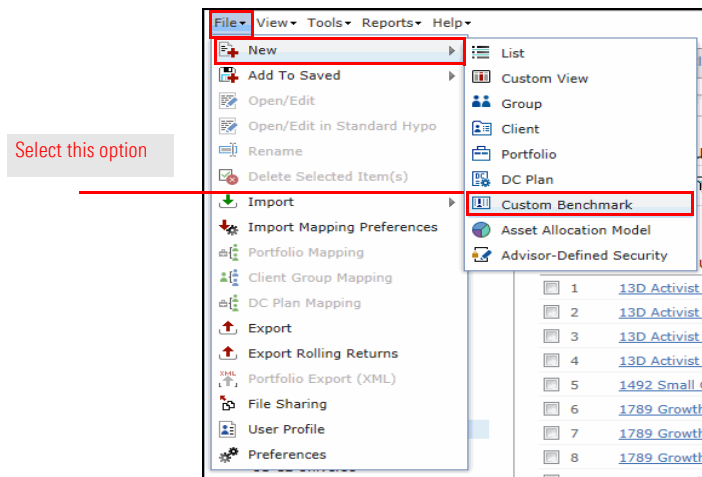 File View Tools Reports Help
New
Add To Saved
Open/Edit
Open/Edit in Standard Hypo
Rename
Delete Selected Item(s)
Import
Import Mapping Preferences
Portfolio Mapping
Client Group Mapping
DC Plan Mapping
Export
Export Rolling Returns
Portfolio Export (XML)
File Sharing
User Profile
Preferences
List
Custom View
Group
Client
Portfolio
DC Plan
Custom Benchmark
Asset Allocation Model
Advisor-Defined Security
Select this option
1 13D Activist
2 13D Activist
3 13D Activist
4 13D Activist
5 1492 Small
6 1789 Growth
7 1789 Growth
8 1789 Growth